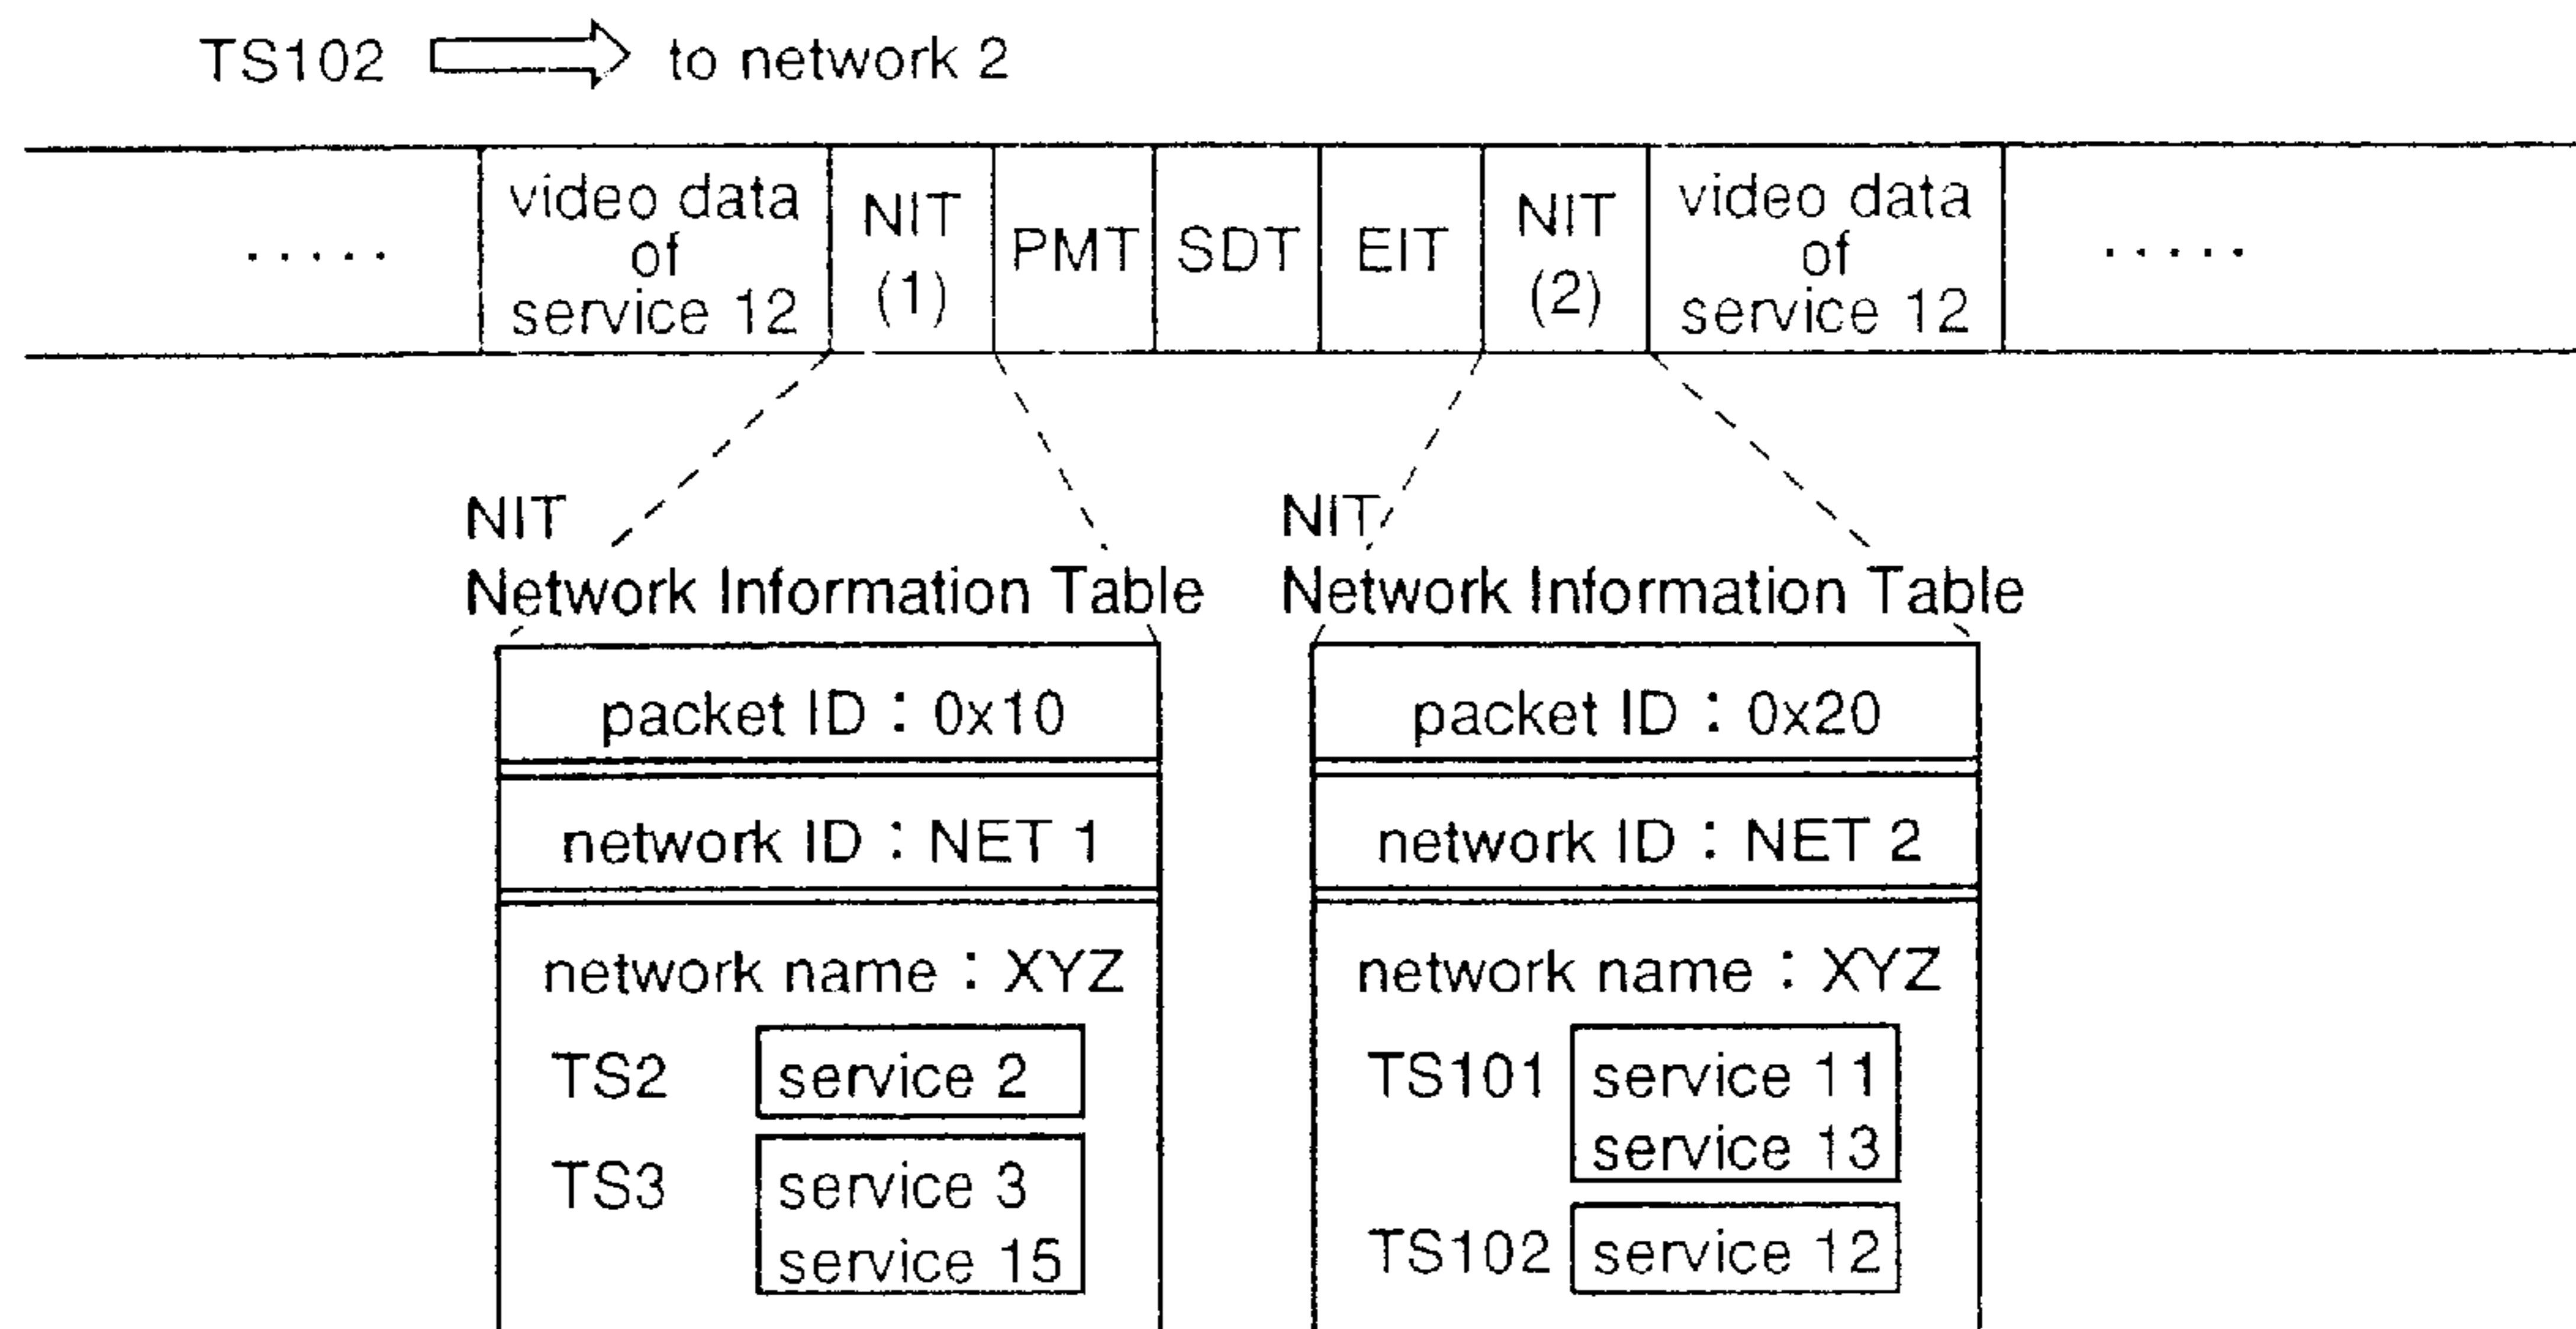 TS102 to network 2
.....
video data
of
service 12
NIT
(1)
PMT
SDT
EIT
NIT
(2)
video data
of
service 12
.....
NIT
Network Information Table
packet ID : 0x10
network ID : NET 1
network name : XYZ
TS2 service 2
TS3 service 3
service 15
NIT
Network Information Table
packet ID : 0x20
network ID : NET 2
network name : XYZ
TS101 service 11
service 13
TS102 service 12